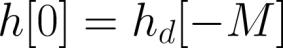 h[0] = h_d[-M]